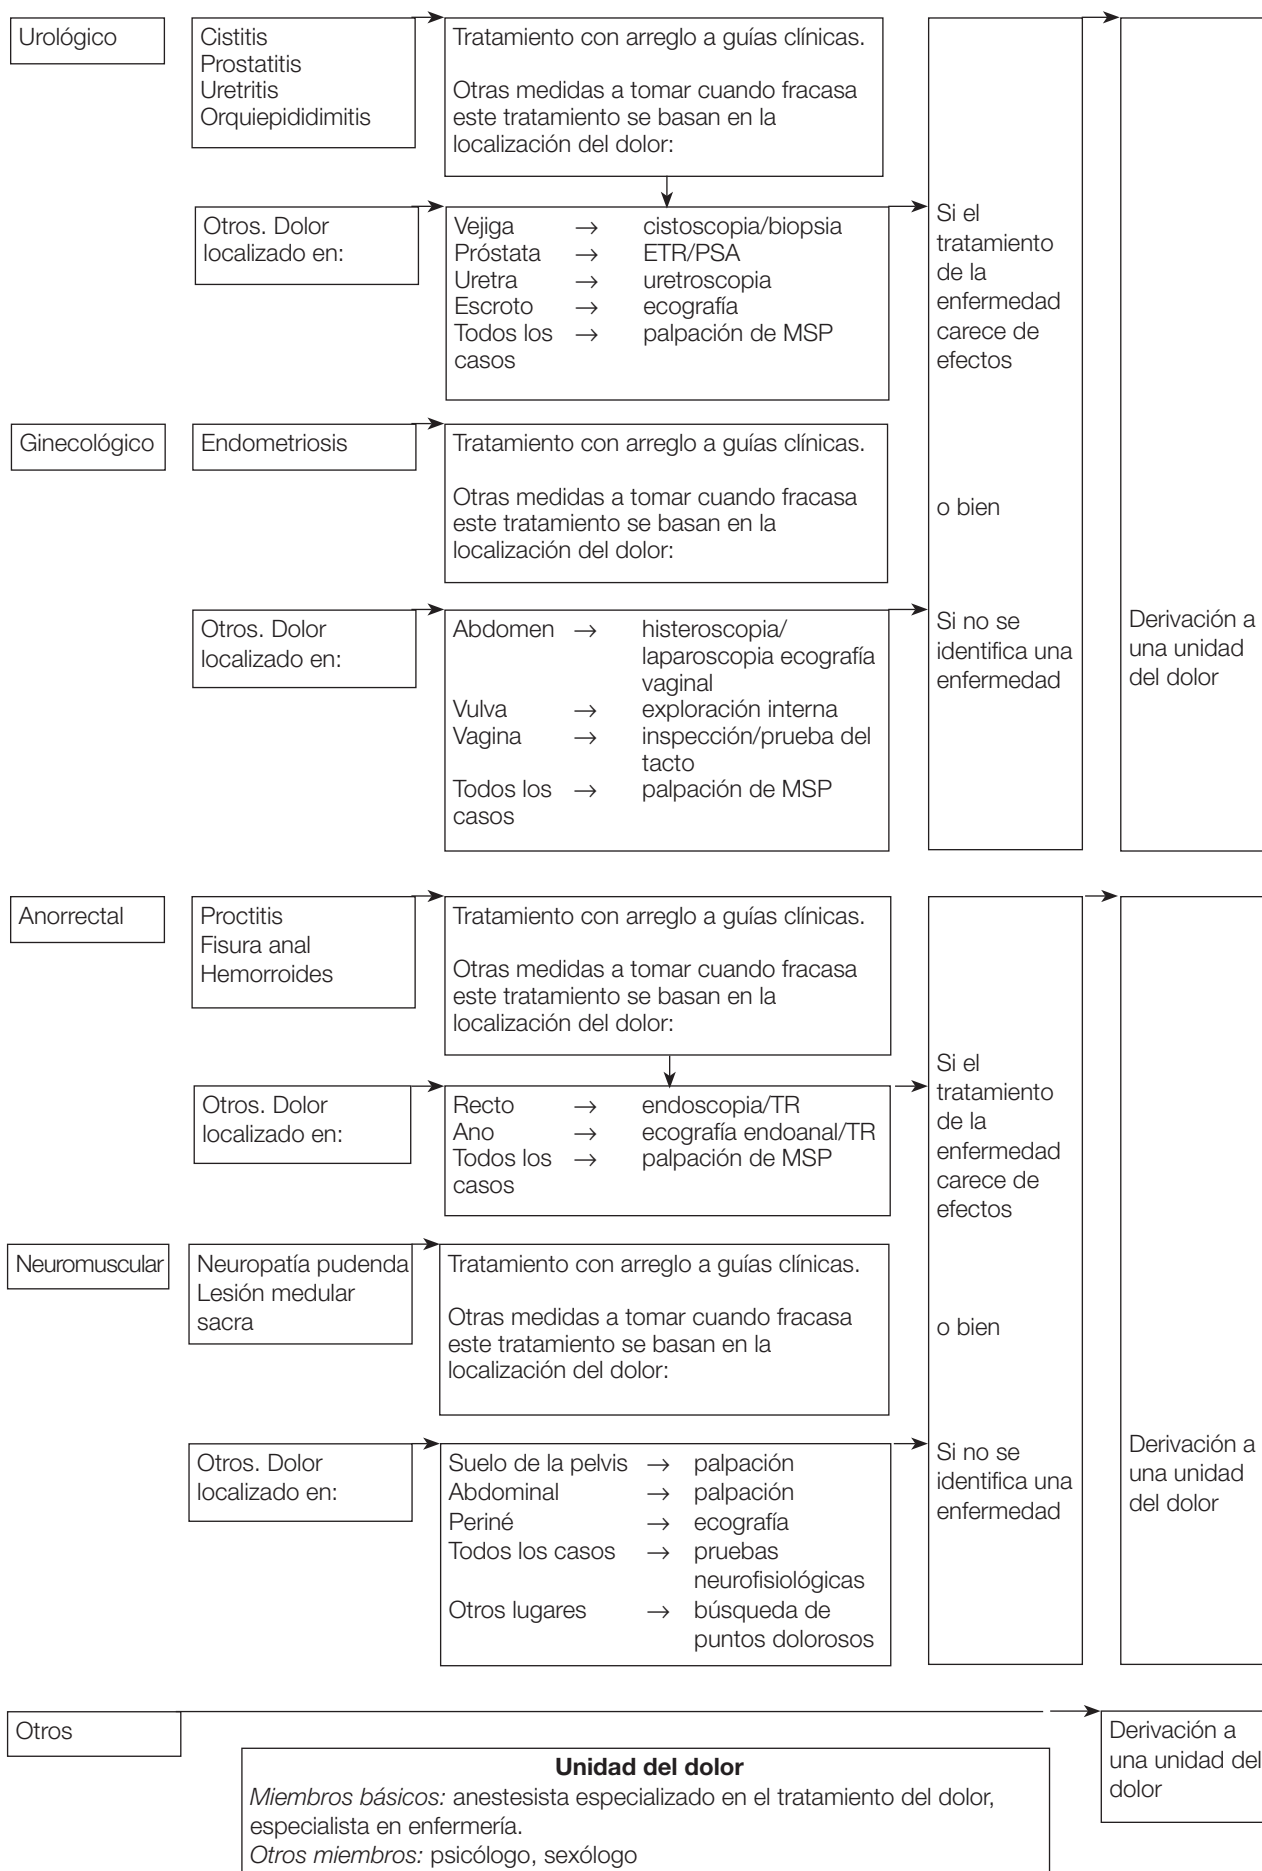 Urológico
Cistitis
Prostatitis
Uretritis
Orquiepididimitis
Tratamiento con arreglo a guías clínicas.
Otras medidas a tomar cuando fracasa
este tratamiento se basan en la
localización del dolor:
Otros. Dolor
localizado en:
Vejiga → cistoscopia/biopsia
Próstata → ETR/PSA
Uretra → uretroscopia
Escroto → ecografía
Todos los → palpación de MSP
casos
Si el
tratamiento
de la
enfermedad
carece de
efectos
Ginecológico
Endometriosis
Tratamiento con arreglo a guías clínicas.
Otras medidas a tomar cuando fracasa
este tratamiento se basan en la
localización del dolor:
o bien
Otros. Dolor
localizado en:
Abdomen → histeroscopia/
laparoscopia ecografía
vaginal
Vulva → exploración interna
Vagina → inspección/prueba del
tacto
Todos los → palpación de MSP
casos
Si no se
identifica una
enfermedad
Derivación a
una unidad
del dolor
Anorrectal
Proctitis
Fisura anal
Hemorroides
Tratamiento con arreglo a guías clínicas.
Otras medidas a tomar cuando fracasa
este tratamiento se basan en la
localización del dolor:
Otros. Dolor
localizado en:
Recto → endoscopia/TR
Ano → ecografía endoanal/TR
Todos los → palpación de MSP
casos
Si el
tratamiento
de la
enfermedad
carece de
efectos
Neuromuscular
Neuropatía pudenda
Lesión medular
sacra
Tratamiento con arreglo a guías clínicas.
Otras medidas a tomar cuando fracasa
este tratamiento se basan en la
localización del dolor:
o bien
Otros. Dolor
localizado en:
Suelo de la pelvis → palpación
Abdominal → palpación
Periné → ecografía
Todos los casos → pruebas
neurofisiológicas
Otros lugares → búsqueda de
puntos dolorosos
Si no se
identifica una
enfermedad
Derivación a
una unidad
del dolor
Otros
Derivación a
una unidad del
dolor
Unidad del dolor
Miembros básicos: anestesista especializado en el tratamiento del dolor,
especialista en enfermería.
Otros miembros: psicólogo, sexólogo